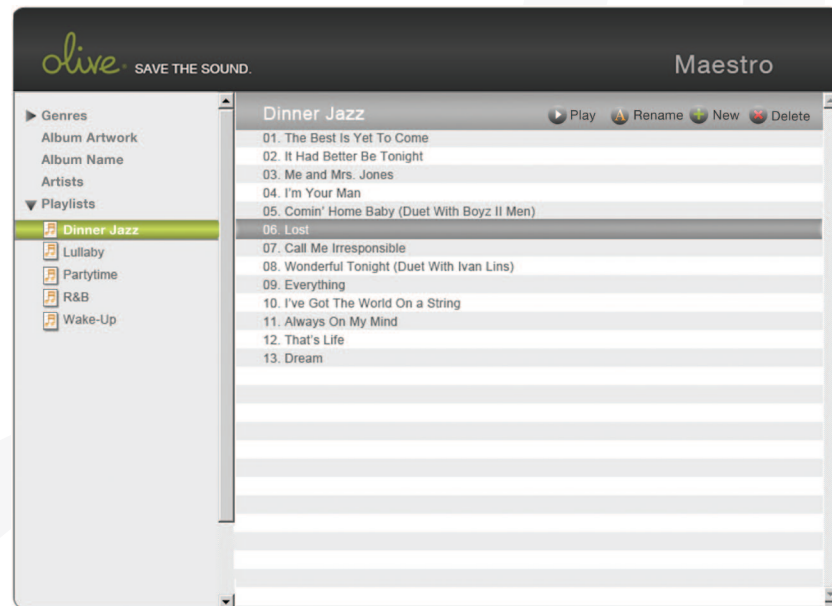 olive. SAVE THE SOUND.
Maestro
Genres
Album Artwork
Album Name
Artists
Playlists
Dinner Jazz
Lullaby
Partytime
R&B
Wake-Up
Dinner Jazz Play Rename New Delete
01. The Best Is Yet To Come
02. It Had Better Be Tonight
03. Me and Mrs. Jones
04. I'm Your Man
05. Comin' Home Baby (Duet With Boyz II Men)
06. Lost
07. Call Me Irresponsible
08. Wonderful Tonight (Duet With Ivan Lins)
09. Everything
10. I've Got The World On a String
11. Always On My Mind
12. That's Life
13. Dream